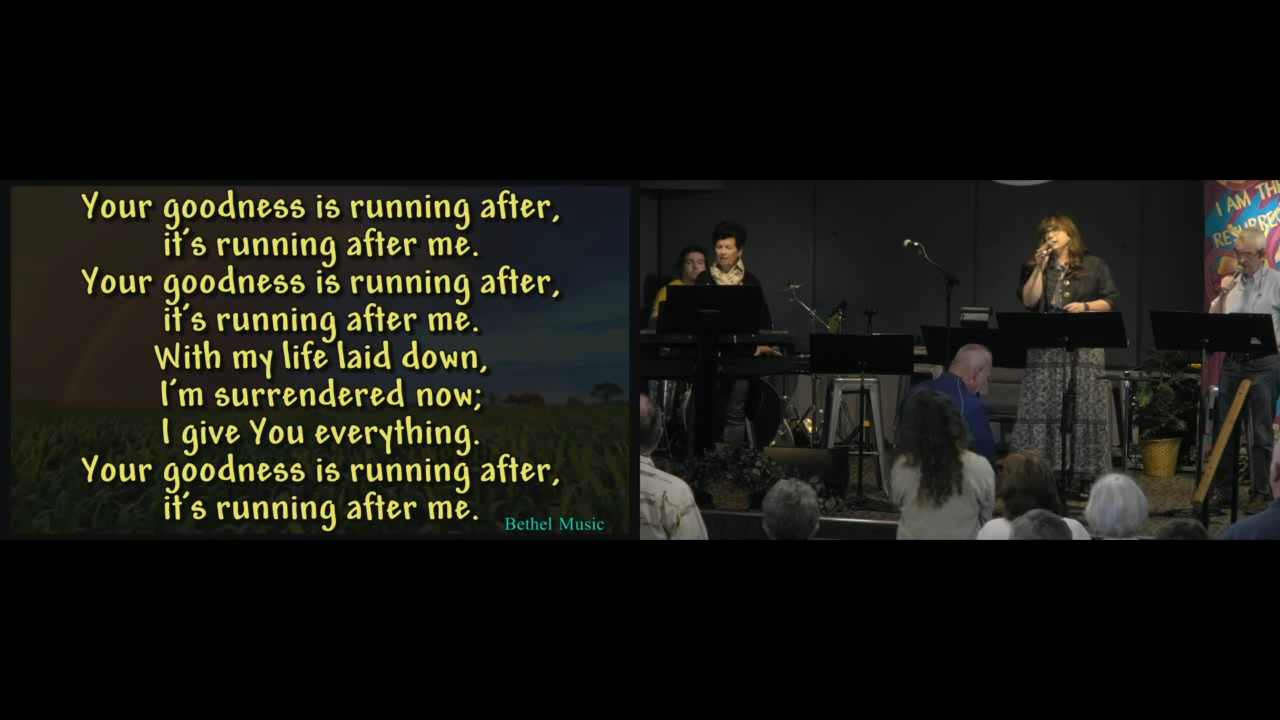 Your goodness is running after,
it's running after me.
Your goodness is running after,
it's running after me.
With my life laid down,
I'm surrendered now;
I give You everything.
Your goodness is running after,
it's running after me.
Bethel Music
I AM THE
RESURREC